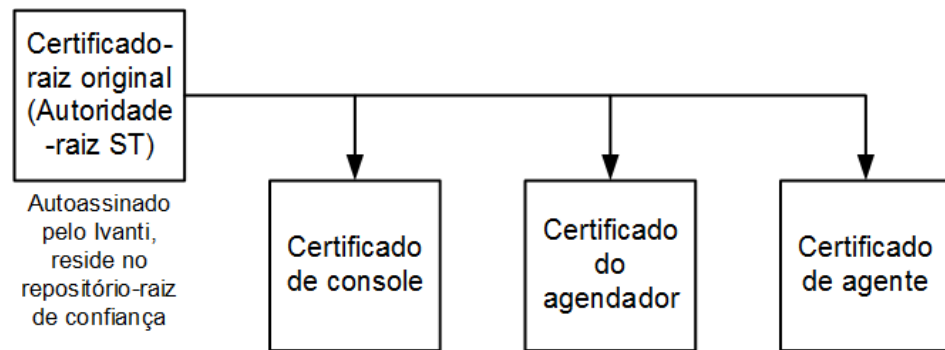 Certificado-
raiz original
(Autoridade
-raiz ST)
Autoassinado
pelo Ivanti,
reside no
repositório-raiz
de confiança
Certificado
de console
Certificado
do
agendador
Certificado
de agente